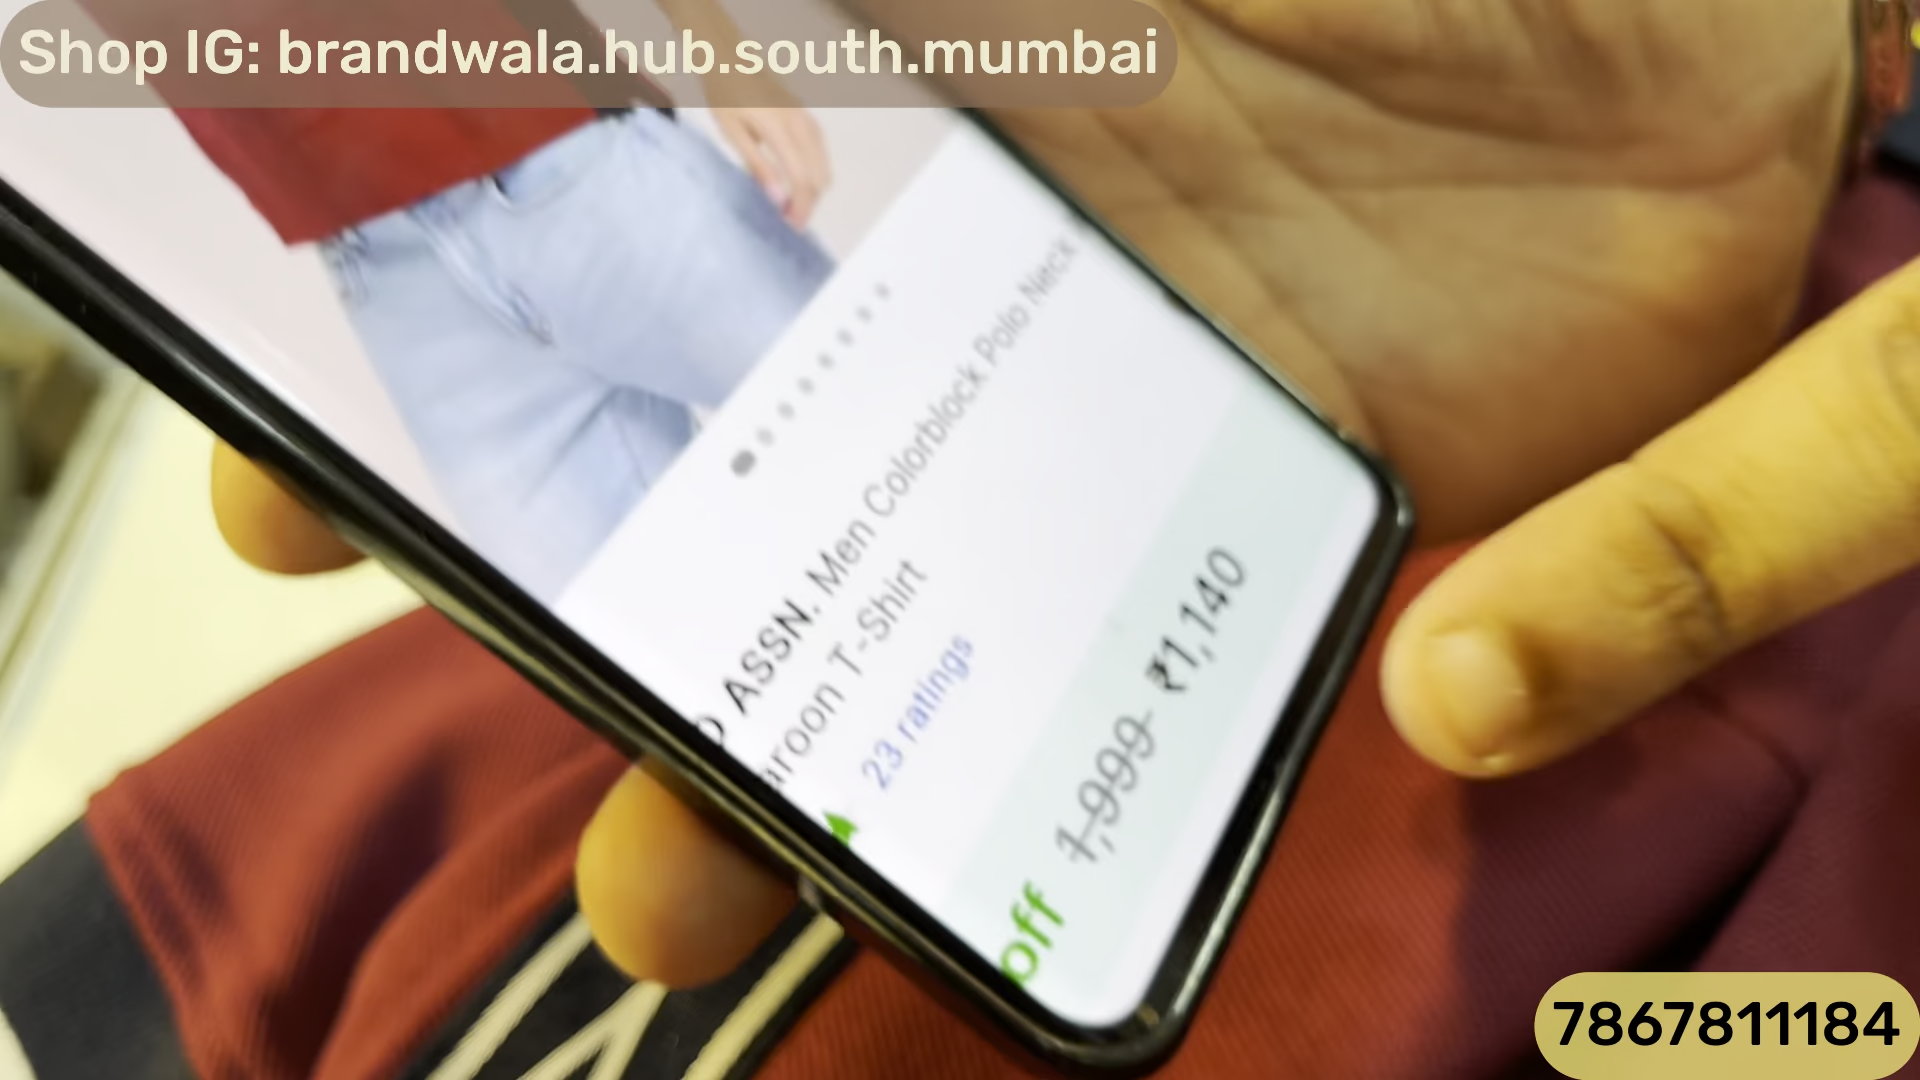 Shop IG: brandwala.hub.south.mumbai
ASSN. Men Colorblock Polo Neck
aroon T-Shirt
23 ratings
off 1,999 ₹1,140
7867811184